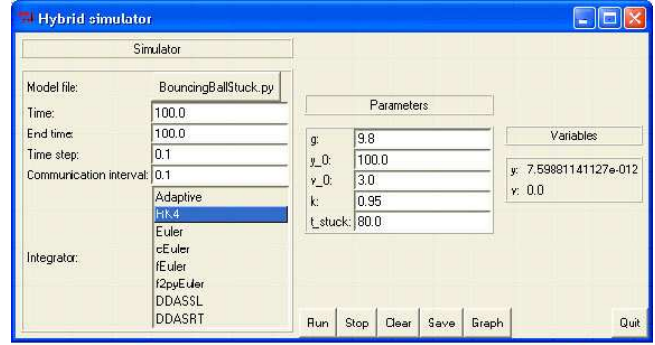 Hybrid simulator
Simulator
Model file: BouncingBallStuck.py
Time: 100.0
End time: 100.0
Time step: 0.1
Communication interval: 0.1
Integrator:
Adaptive
RK4
Euler
cEuler
fEuler
f2pyEuler
DDASSL
DDASRT
Parameters
g: 9.8
y_0: 100.0
v_0: 3.0
k: 0.95
t_stuck: 80.0
Variables
y: 7.59881141127e-012
v: 0.0
Run Stop Clear Save Graph Quit